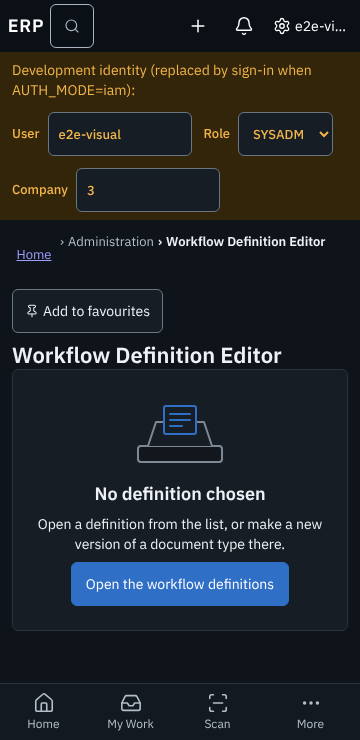 ERP
e2e-vi...
Development identity (replaced by sign-in when
AUTH_MODE=iam):
User
e2e-visual
Role
SYSADM
Company
3
Home
› Administration › Workflow Definition Editor
Add to favourites
Workflow Definition Editor
No definition chosen
Open a definition from the list, or make a new
version of a document type there.
Open the workflow definitions
Home
My Work
Scan
More